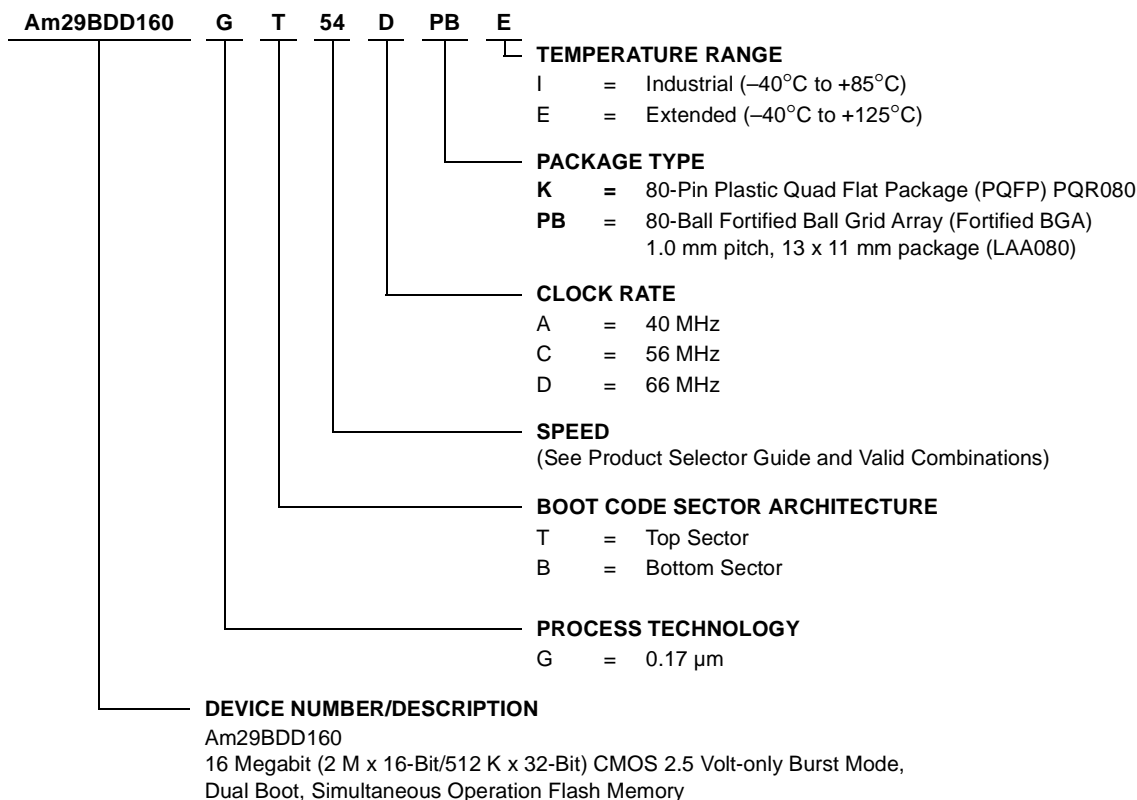 Am29BDD160 G T 54 D PB E
TEMPERATURE RANGE
I = Industrial (–40°C to +85°C)
E = Extended (–40°C to +125°C)
PACKAGE TYPE
K = 80-Pin Plastic Quad Flat Package (PQFP) PQR080
PB = 80-Ball Fortified Ball Grid Array (Fortified BGA)
1.0 mm pitch, 13 x 11 mm package (LAA080)
CLOCK RATE
A = 40 MHz
C = 56 MHz
D = 66 MHz
SPEED
(See Product Selector Guide and Valid Combinations)
BOOT CODE SECTOR ARCHITECTURE
T = Top Sector
B = Bottom Sector
PROCESS TECHNOLOGY
G = 0.17 µm
DEVICE NUMBER/DESCRIPTION
Am29BDD160
16 Megabit (2 M x 16-Bit/512 K x 32-Bit) CMOS 2.5 Volt-only Burst Mode,
Dual Boot, Simultaneous Operation Flash Memory